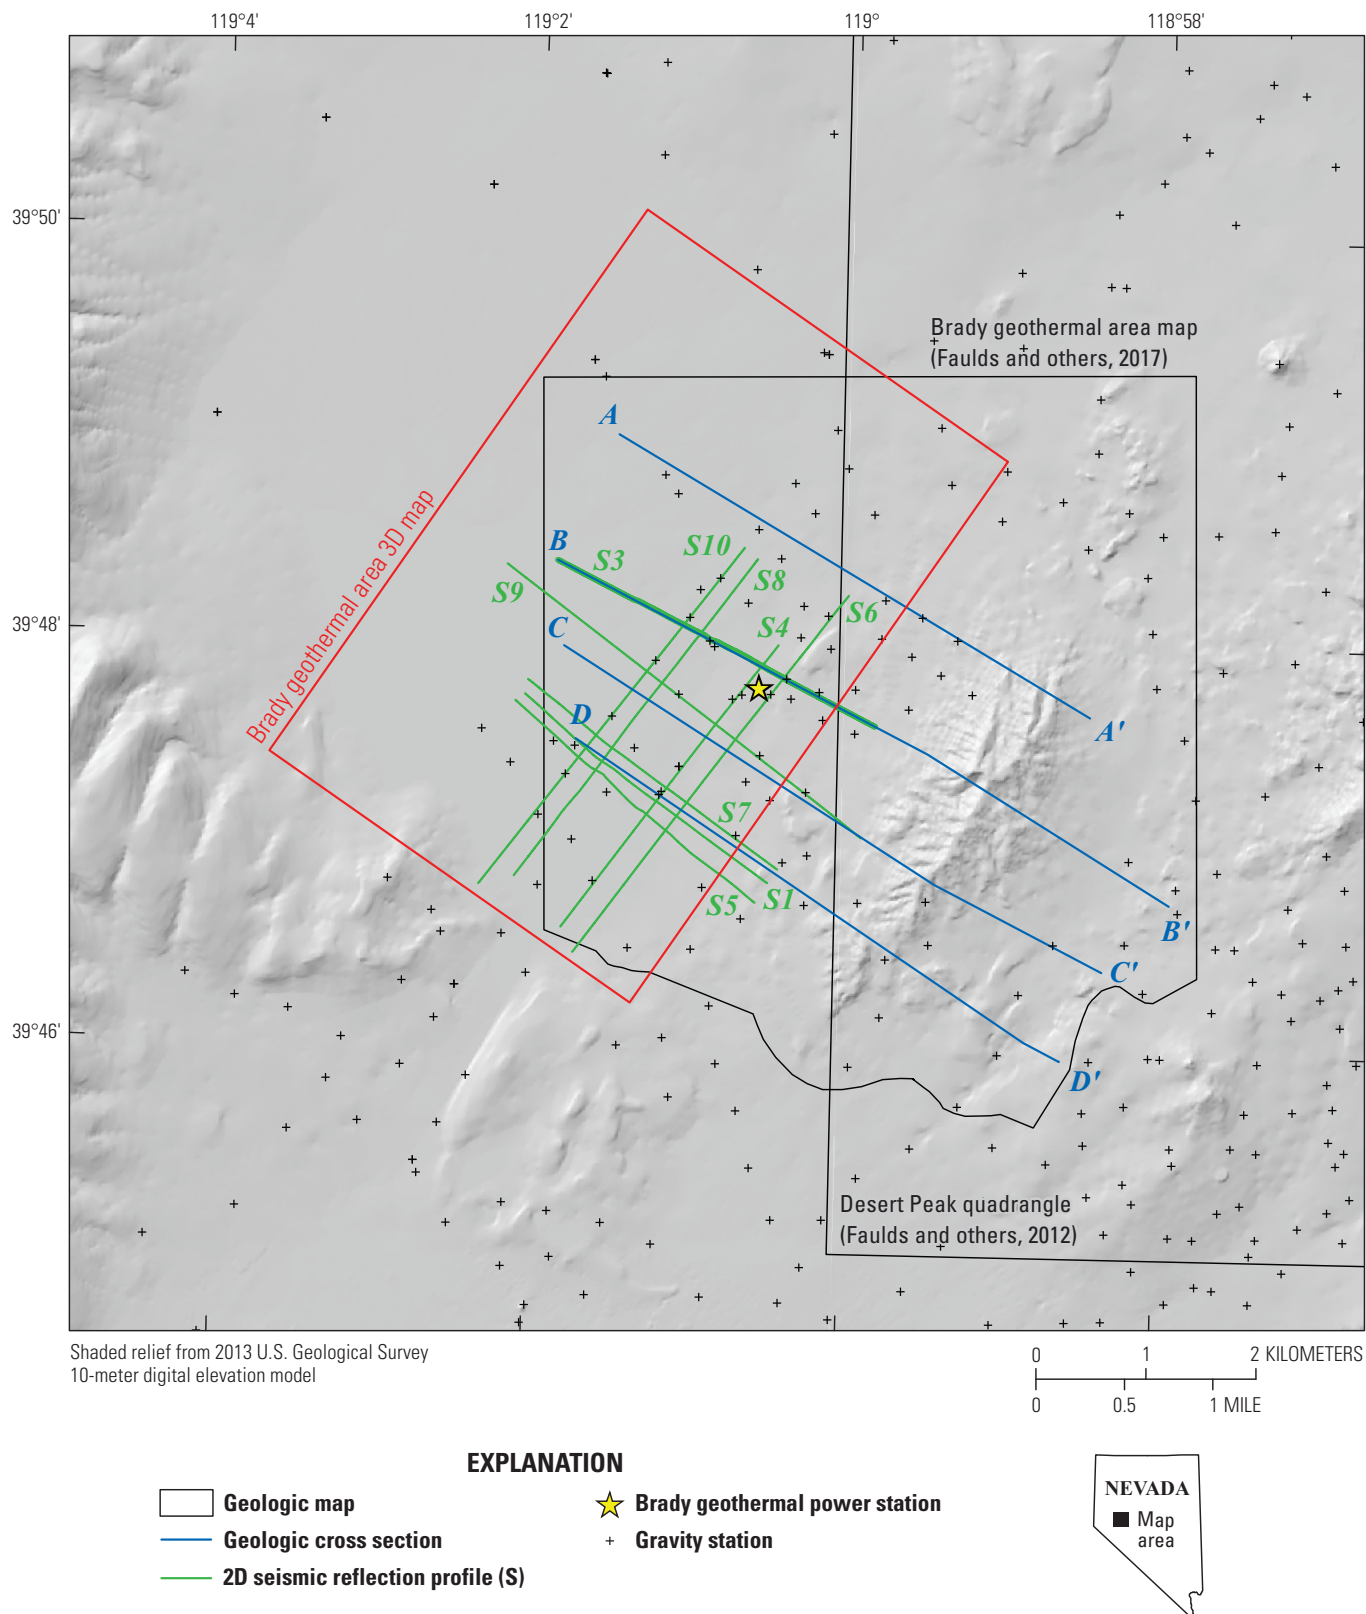 119°4'
119°2'
119°
118°58'
39°50'
Brady geothermal area map
(Faulds and others, 2017)
A
Brady geothermal area 3D map
B
S3
S10
S8
S9
S4
S6
39°48'
C
D
A'
S7
S5
S1
B'
C'
39°46'
D'
Desert Peak quadrangle
(Faulds and others, 2012)
Shaded relief from 2013 U.S. Geological Survey
10-meter digital elevation model
0 1 2 KILOMETERS
0 0.5 1 MILE
EXPLANATION
Geologic map
Geologic cross section
2D seismic reflection profile (S)
Brady geothermal power station
Gravity station
NEVADA
Map
area